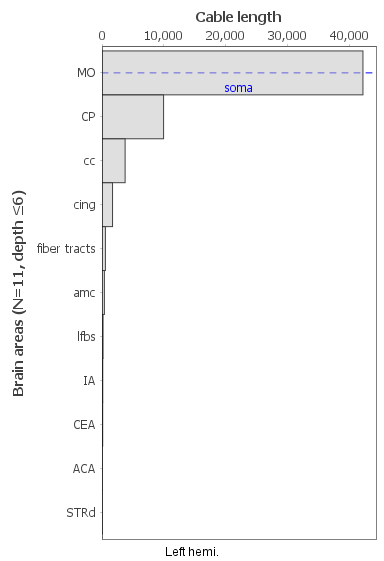 Cable length
0 10,000 20,000 30,000 40,000
Brain areas (N=11, depth ≤6)
MO
soma
CP
cc
cing
fiber tracts
amc
lfbs
IA
CEA
ACA
STRd
Left hemi.